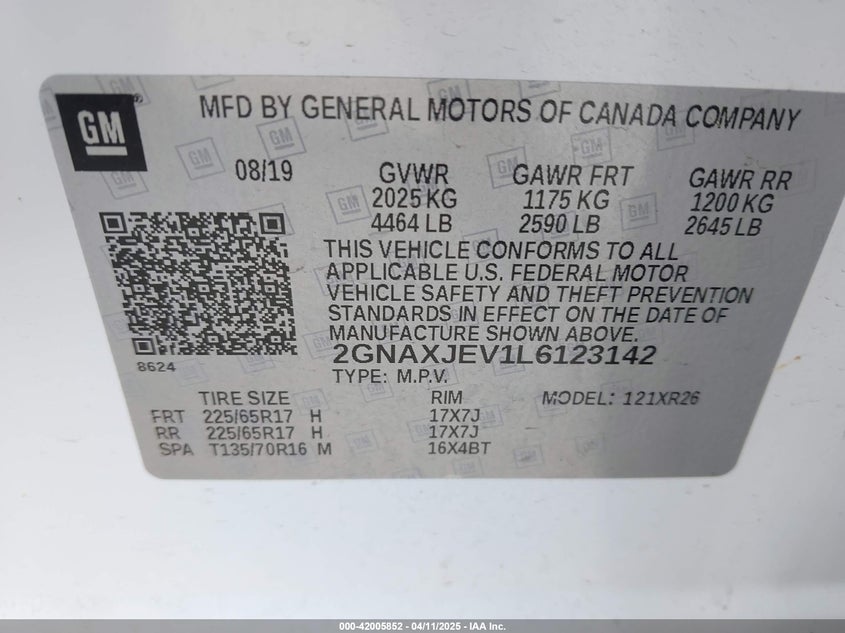 GM
MFD BY GENERAL MOTORS OF CANADA COMPANY
08/19 GVWR GAWR FRT GAWR RR
2025 KG 1175 KG 1200 KG
4464 LB 2590 LB 2645 LB
THIS VEHICLE CONFORMS TO ALL
APPLICABLE U.S. FEDERAL MOTOR
VEHICLE SAFETY AND THEFT PREVENTION
STANDARDS IN EFFECT ON THE DATE OF
MANUFACTURE SHOWN ABOVE.
2GNAXJEV1L6123142
8624
TYPE: M.P.V.
TIRE SIZE RIM MODEL: 121XR26
FRT 225/65R17 H 17X7J
RR 225/65R17 H 17X7J
SPA T135/70R16 M 16X4BT
000-42005852 - 04/11/2025 - IAA Inc.